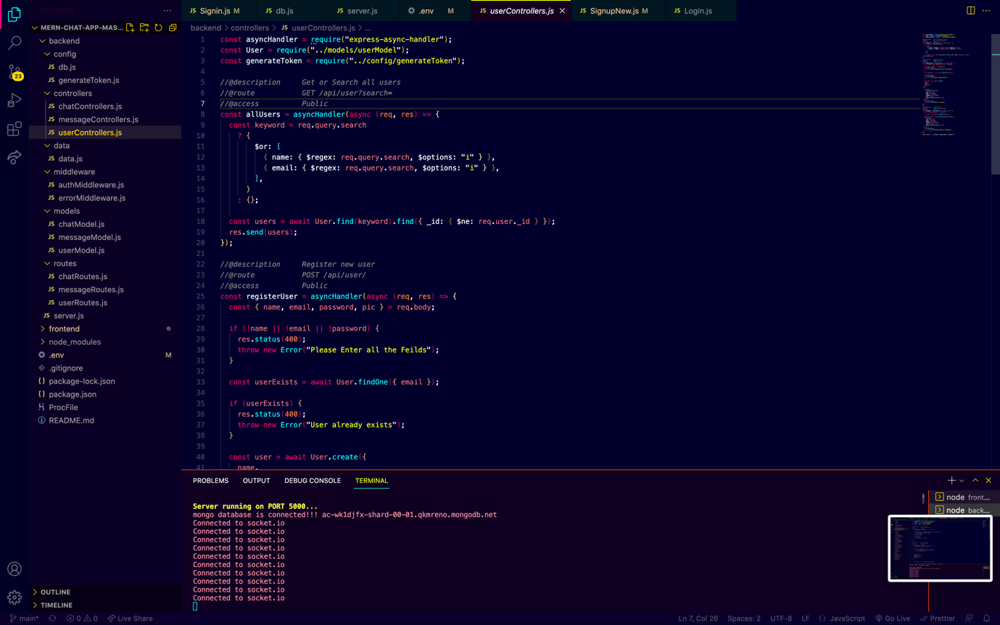 EXPLORER
···
Signin.js M
db.js
server.js
.env M
userControllers.js
SignupNew.js M
Login.js
MERN-CHAT-APP-MAS...
backend > controllers > JS userControllers.js > ...
backend
config
JS db.js
JS generateToken.js
controllers
JS chatControllers.js
JS messageControllers.js
JS userControllers.js
data
JS data.js
middleware
JS authMiddleware.js
JS errorMiddleware.js
models
JS chatModel.js
JS messageModel.js
JS userModel.js
routes
JS chatRoutes.js
JS messageRoutes.js
JS userRoutes.js
JS server.js
frontend
node_modules
.env M
.gitignore
{} package-lock.json
{} package.json
ProcFile
README.md
23
OUTLINE
TIMELINE
1 const asyncHandler = require("express-async-handler");
2 const User = require("../models/userModel");
3 const generateToken = require("../config/generateToken");
4
5 //@description     Get or Search all users
6 //@route           GET /api/user?search=
7 //@access          Public
8 const allUsers = asyncHandler(async (req, res) => {
9 const keyword = req.query.search
10 ? {
11 $or: [
12 { name: { $regex: req.query.search, $options: "i" } },
13 { email: { $regex: req.query.search, $options: "i" } },
14 ],
15 }
16 : {};
17
18 const users = await User.find(keyword).find({ _id: { $ne: req.user._id } });
19 res.send(users);
20 });
21
22 //@description     Register new user
23 //@route           POST /api/user/
24 //@access          Public
25 const registerUser = asyncHandler(async (req, res) => {
26 const { name, email, password, pic } = req.body;
27
28 if (!name || !email || !password) {
29 res.status(400);
30 throw new Error("Please Enter all the Feilds");
31 }
32
33 const userExists = await User.findOne({ email });
34
35 if (userExists) {
36 res.status(400);
37 throw new Error("User already exists");
38 }
39
40 const user = await User.create({
41 name,
PROBLEMS OUTPUT DEBUG CONSOLE TERMINAL
Server running on PORT 5000...
mongo database is connected!!! ac-wk1djfx-shard-00-01.qkmreno.mongodb.net
Connected to socket.io
Connected to socket.io
Connected to socket.io
Connected to socket.io
Connected to socket.io
Connected to socket.io
Connected to socket.io
Connected to socket.io
Connected to socket.io
Connected to socket.io
node front...
node back...
main* 0 0 Live Share
Ln 7, Col 26 Spaces: 2 UTF-8 LF {} JavaScript Go Live Prettier